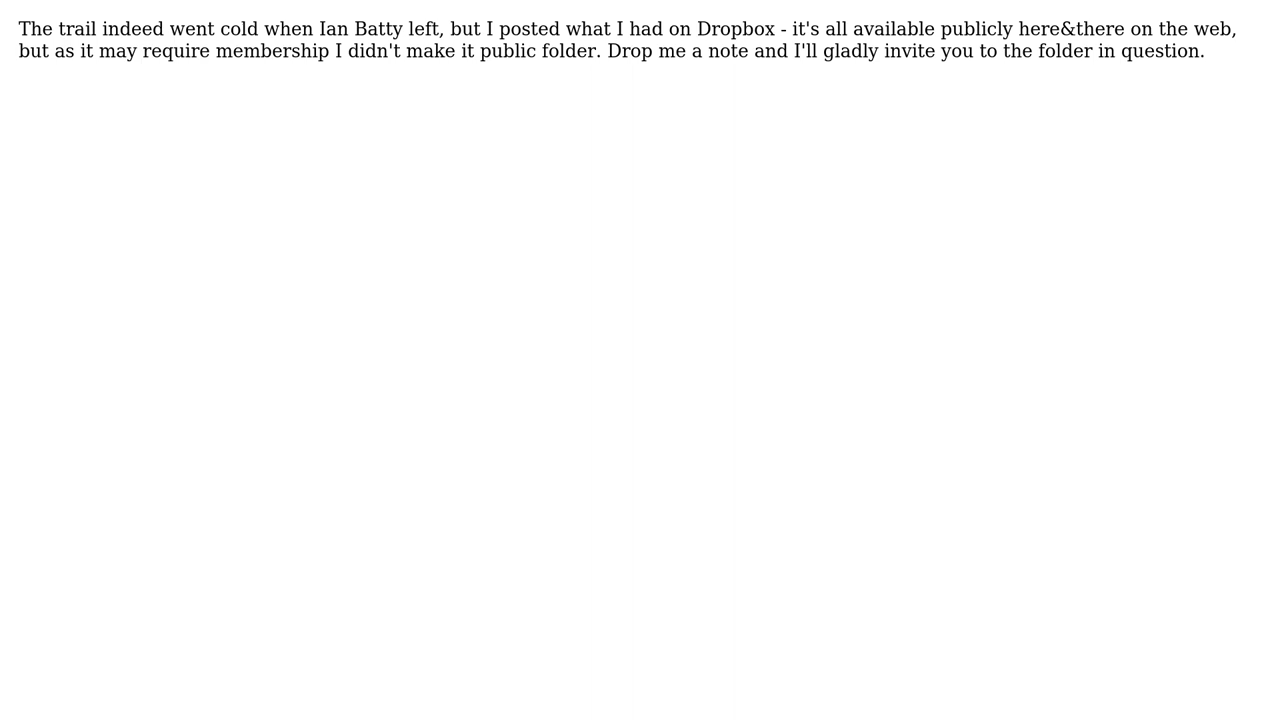 The trail indeed went cold when Ian Batty left, but I posted what I had on Dropbox - it's all available publicly here&there on the web,
but as it may require membership I didn't make it public folder. Drop me a note and I'll gladly invite you to the folder in question.